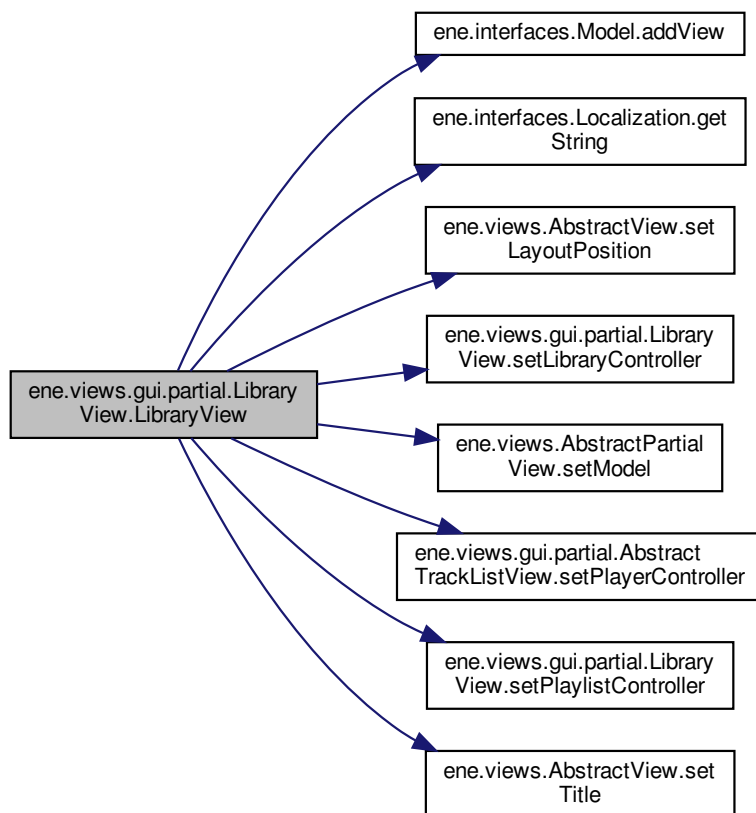 ene.interfaces.Model.addView
ene.interfaces.Localization.get
String
ene.views.AbstractView.set
LayoutPosition
ene.views.gui.partial.Library
View.setLibraryController
ene.views.gui.partial.Library
View.LibraryView
ene.views.AbstractPartial
View.setModel
ene.views.gui.partial.Abstract
TrackListView.setPlayerController
ene.views.gui.partial.Library
View.setPlaylistController
ene.views.AbstractView.set
Title